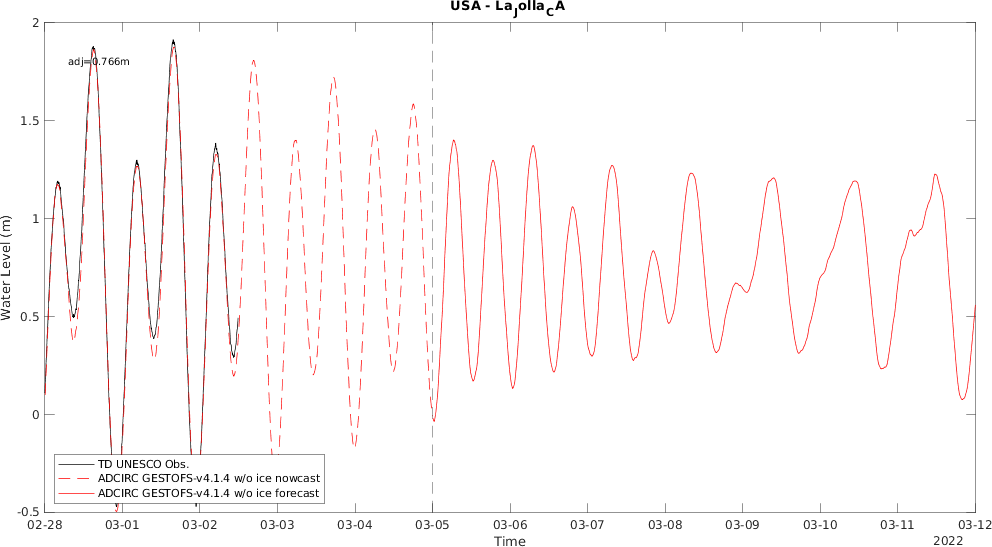 USA - LaJollaCA
adj=0.766m
2
1.5
1
0.5
0
-0.5
Water Level (m)
TD UNESCO Obs.
ADCIRC GESTOFS-v4.1.4 w/o ice nowcast
ADCIRC GESTOFS-v4.1.4 w/o ice forecast
02-28 03-01 03-02 03-03 03-04 03-05 03-06 03-07 03-08 03-09 03-10 03-11 03-12
Time
2022